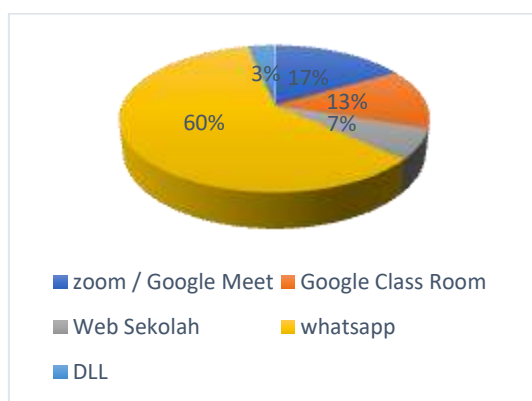 3% 17%
13%
60% 7%
zoom / Google Meet Google Class Room
Web Sekolah whatsapp
DLL